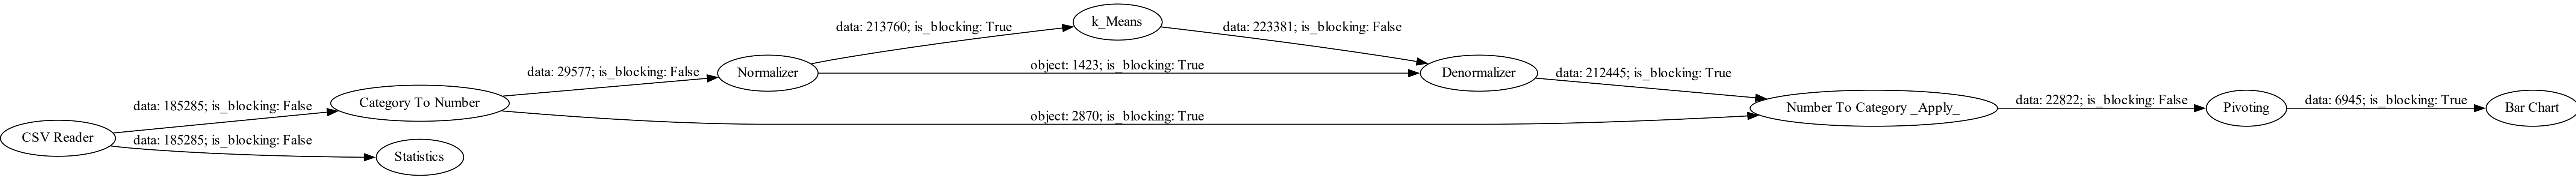 k_Means
data: 213760; is_blocking: True
data: 223381; is_blocking: False
data: 29577; is_blocking: False
Normalizer
object: 1423; is_blocking: True
Denormalizer
data: 212445; is_blocking: True
data: 185285; is_blocking: False
Category To Number
object: 2870; is_blocking: True
Number To Category _Apply_
data: 22822; is_blocking: False
Pivoting
data: 6945; is_blocking: True
Bar Chart
CSV Reader
data: 185285; is_blocking: False
Statistics